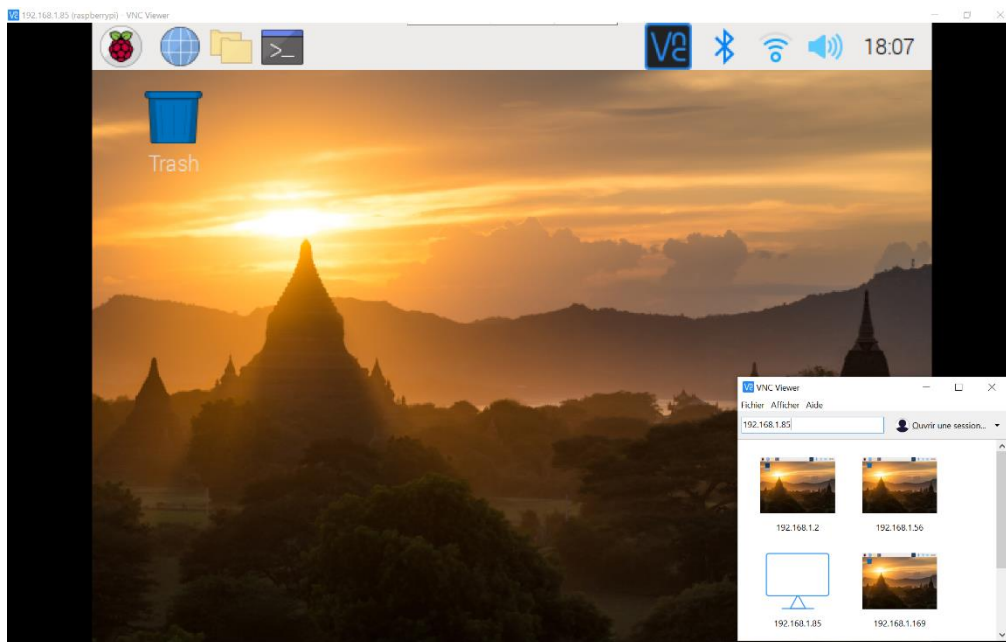 192.168.1.85 (raspberrypi) - VNC Viewer
18:07
Trash
VNC Viewer
Fichier Afficher Aide
192.168.1.85
Ouvrir une session...
192.168.1.2
192.168.1.56
192.168.1.85
192.168.1.169